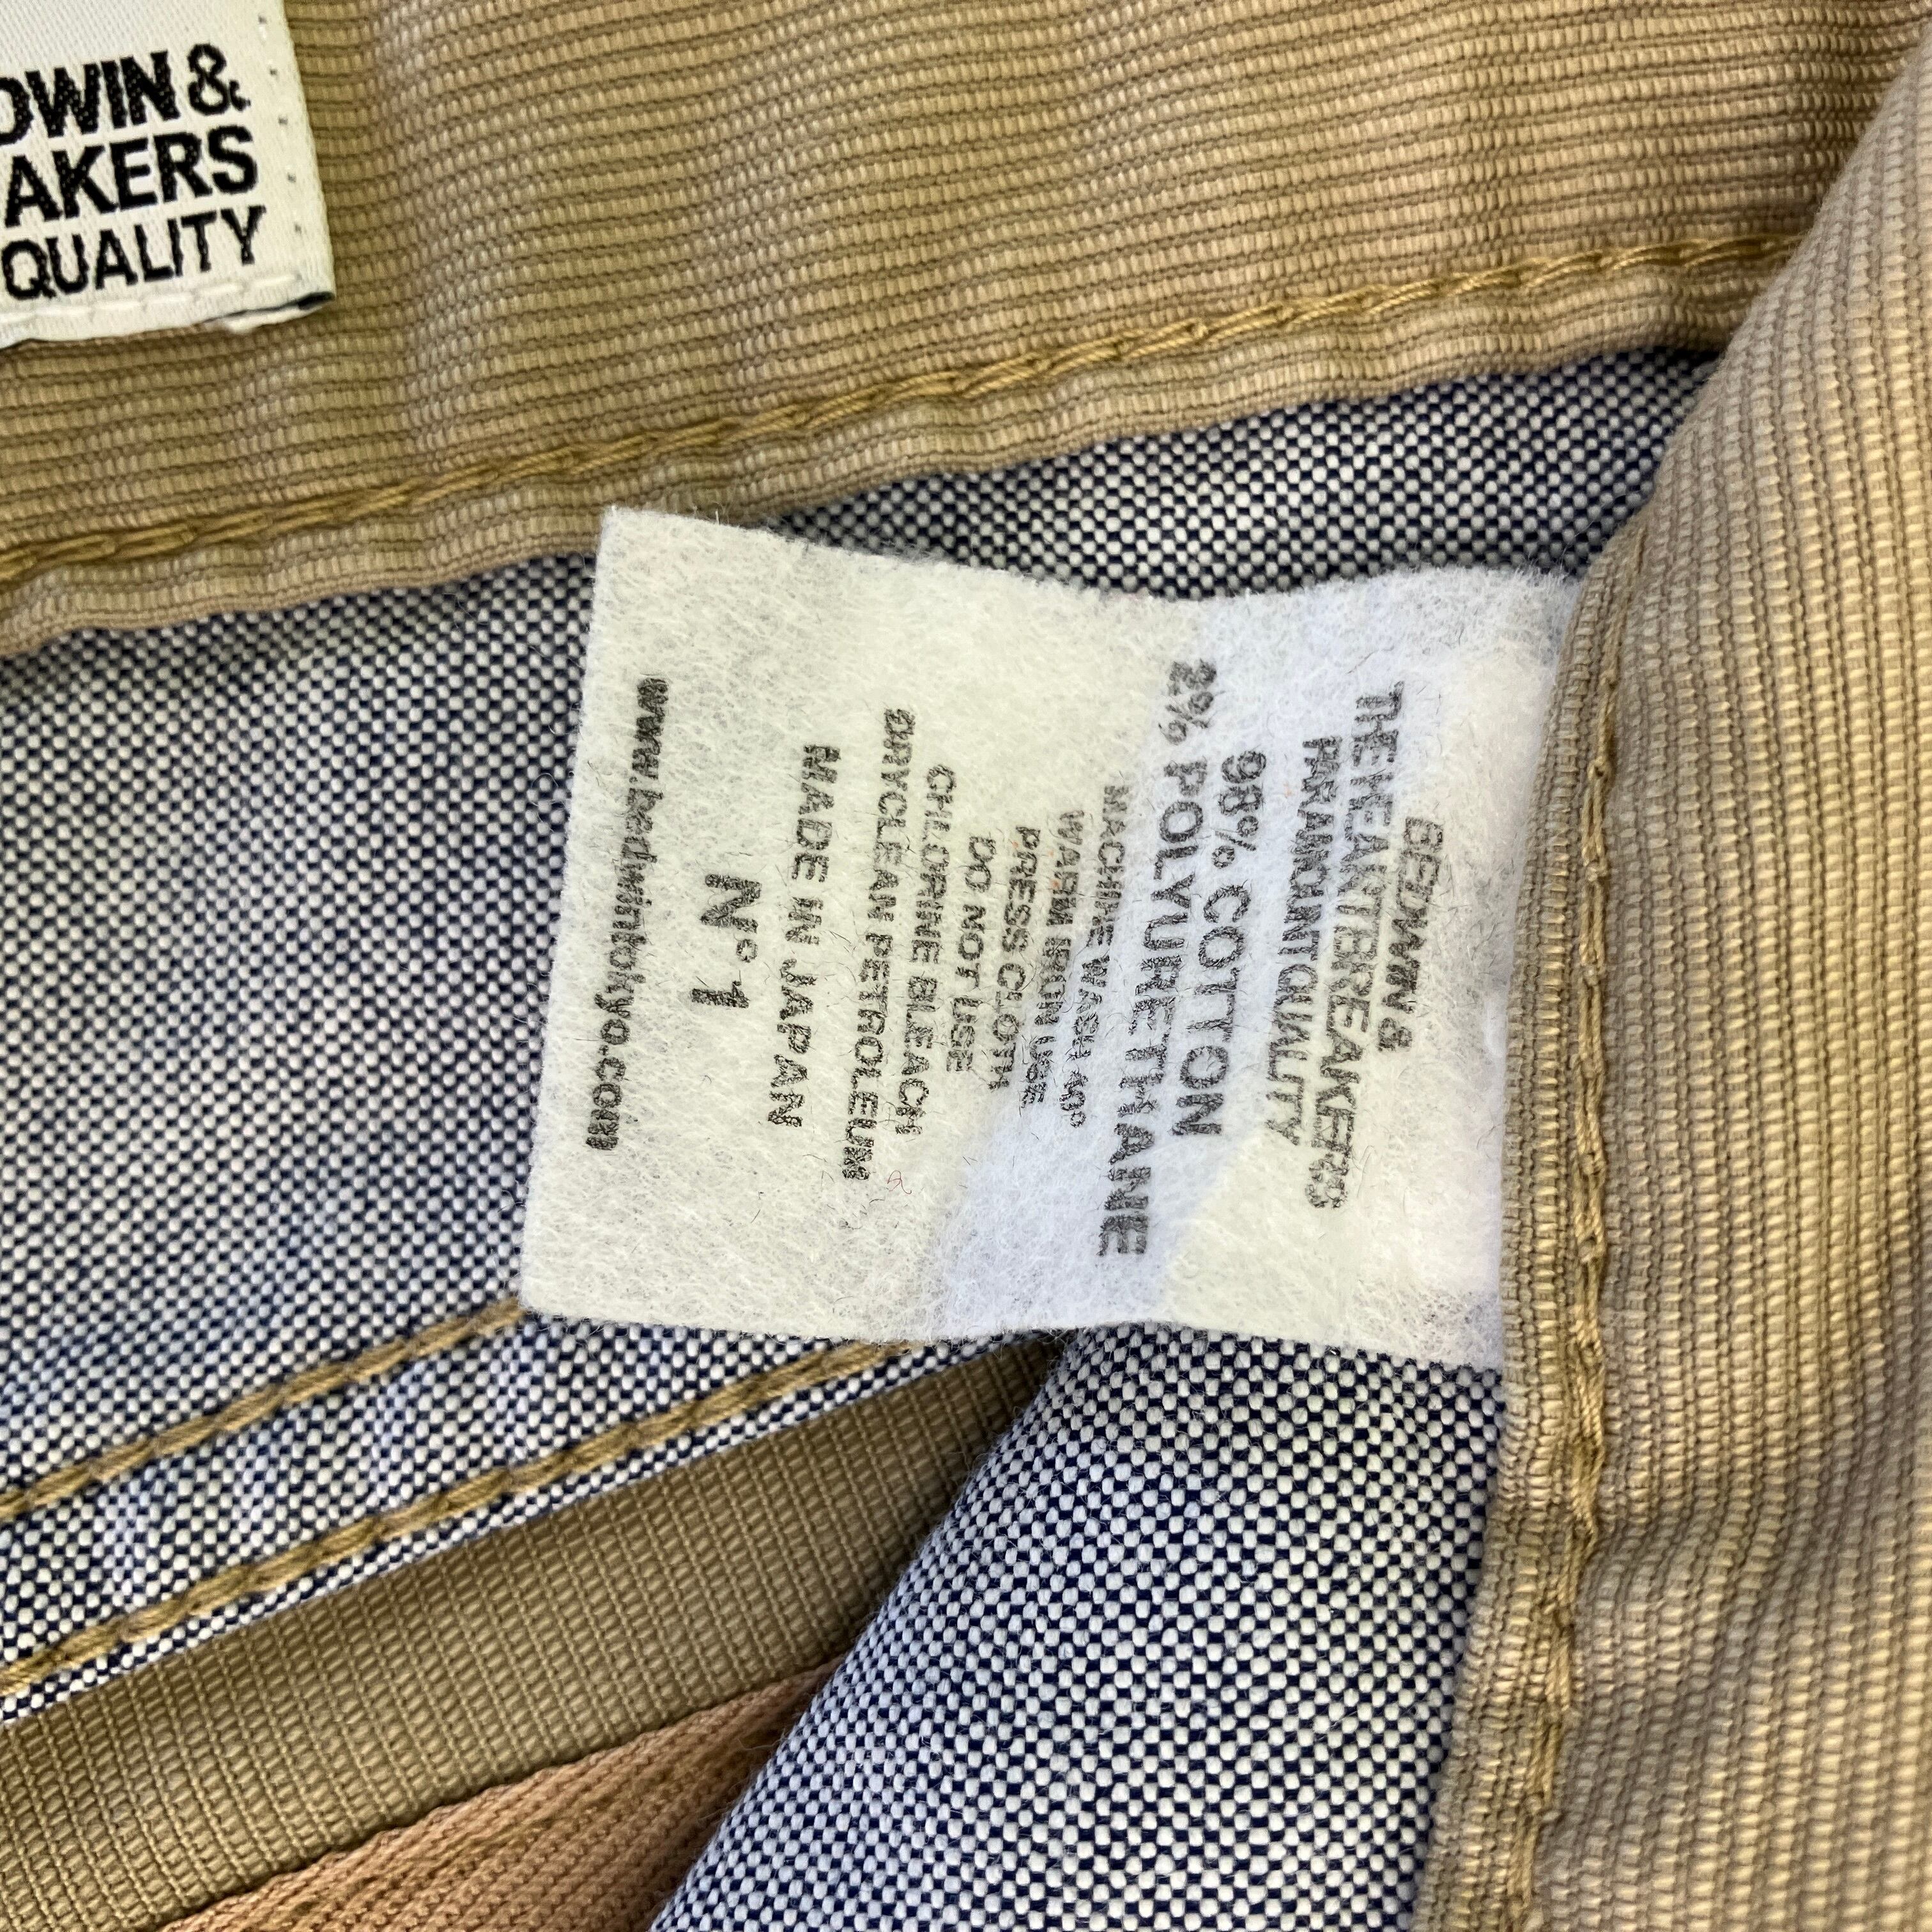 DWIN &
AKERS
QUALITY
BEDWIN &
THE HEARTBREAKERS
PARAMOUNT QUALITY
98% COTTON
2% POLYURETHANE
MACHINE WASH 40°
WARM IRON USE
PRESS CLOTH
DO NOT USE
CHLORINE BLEACH
DRYCLEAN PETROLEUM
MADE IN JAPAN
N° 1
www.bedwintokyo.com